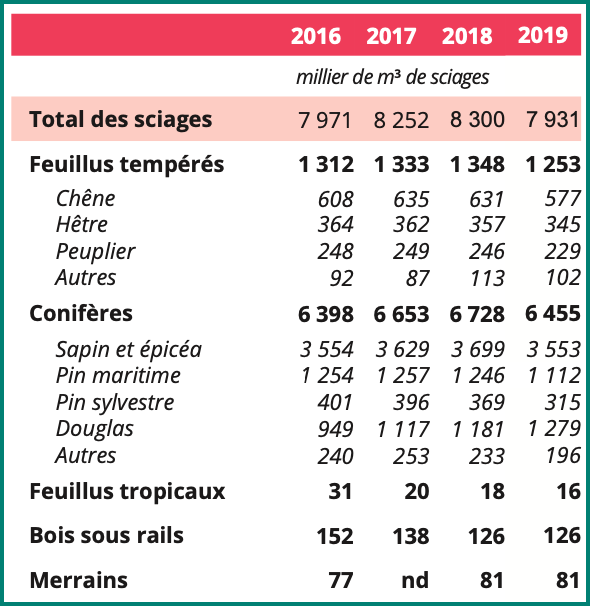 2016 2017 2018 2019
millier de m³ de sciages
Total des sciages 7 971 8 252 8 300 7 931
Feuillus tempérés 1 312 1 333 1 348 1 253
Chêne 608 635 631 577
Hêtre 364 362 357 345
Peuplier 248 249 246 229
Autres 92 87 113 102
Conifères 6 398 6 653 6 728 6 455
Sapin et épicéa 3 554 3 629 3 699 3 553
Pin maritime 1 254 1 257 1 246 1 112
Pin sylvestre 401 396 369 315
Douglas 949 1 117 1 181 1 279
Autres 240 253 233 196
Feuillus tropicaux 31 20 18 16
Bois sous rails 152 138 126 126
Merrains 77 nd 81 81